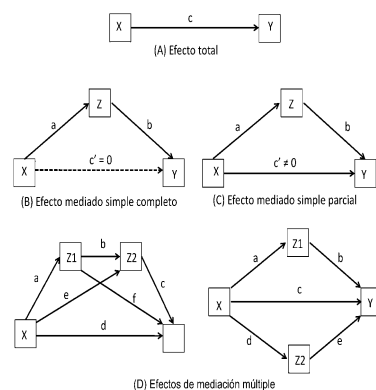 c
X Y
(A) Efecto total
Z Z
a b a b
c' = 0 c' ≠ 0
X Y X Y
(B) Efecto mediado simple completo (C) Efecto mediado simple parcial
b
Z1 Z2 Z1
a e f c a b
c
X d X Y
d e
Z2
(D) Efectos de mediación múltiple